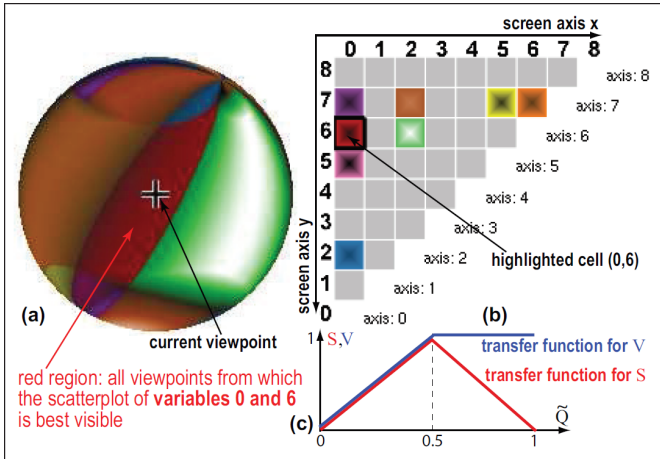 screen axis x
0 1 2 3 4 5 6 7 8
8
7
6
5
4
3
2
1
0
screen axis y
axis: 8
axis: 7
axis: 6
axis: 5
axis: 4
axis: 3
axis: 2
axis: 1
axis: 0
highlighted cell (0,6)
(a)
current viewpoint
(b)
red region: all viewpoints from which
the scatterplot of variables 0 and 6
is best visible
1
S,V
transfer function for V
transfer function for S
(c)
0
0.5
1
Q̃